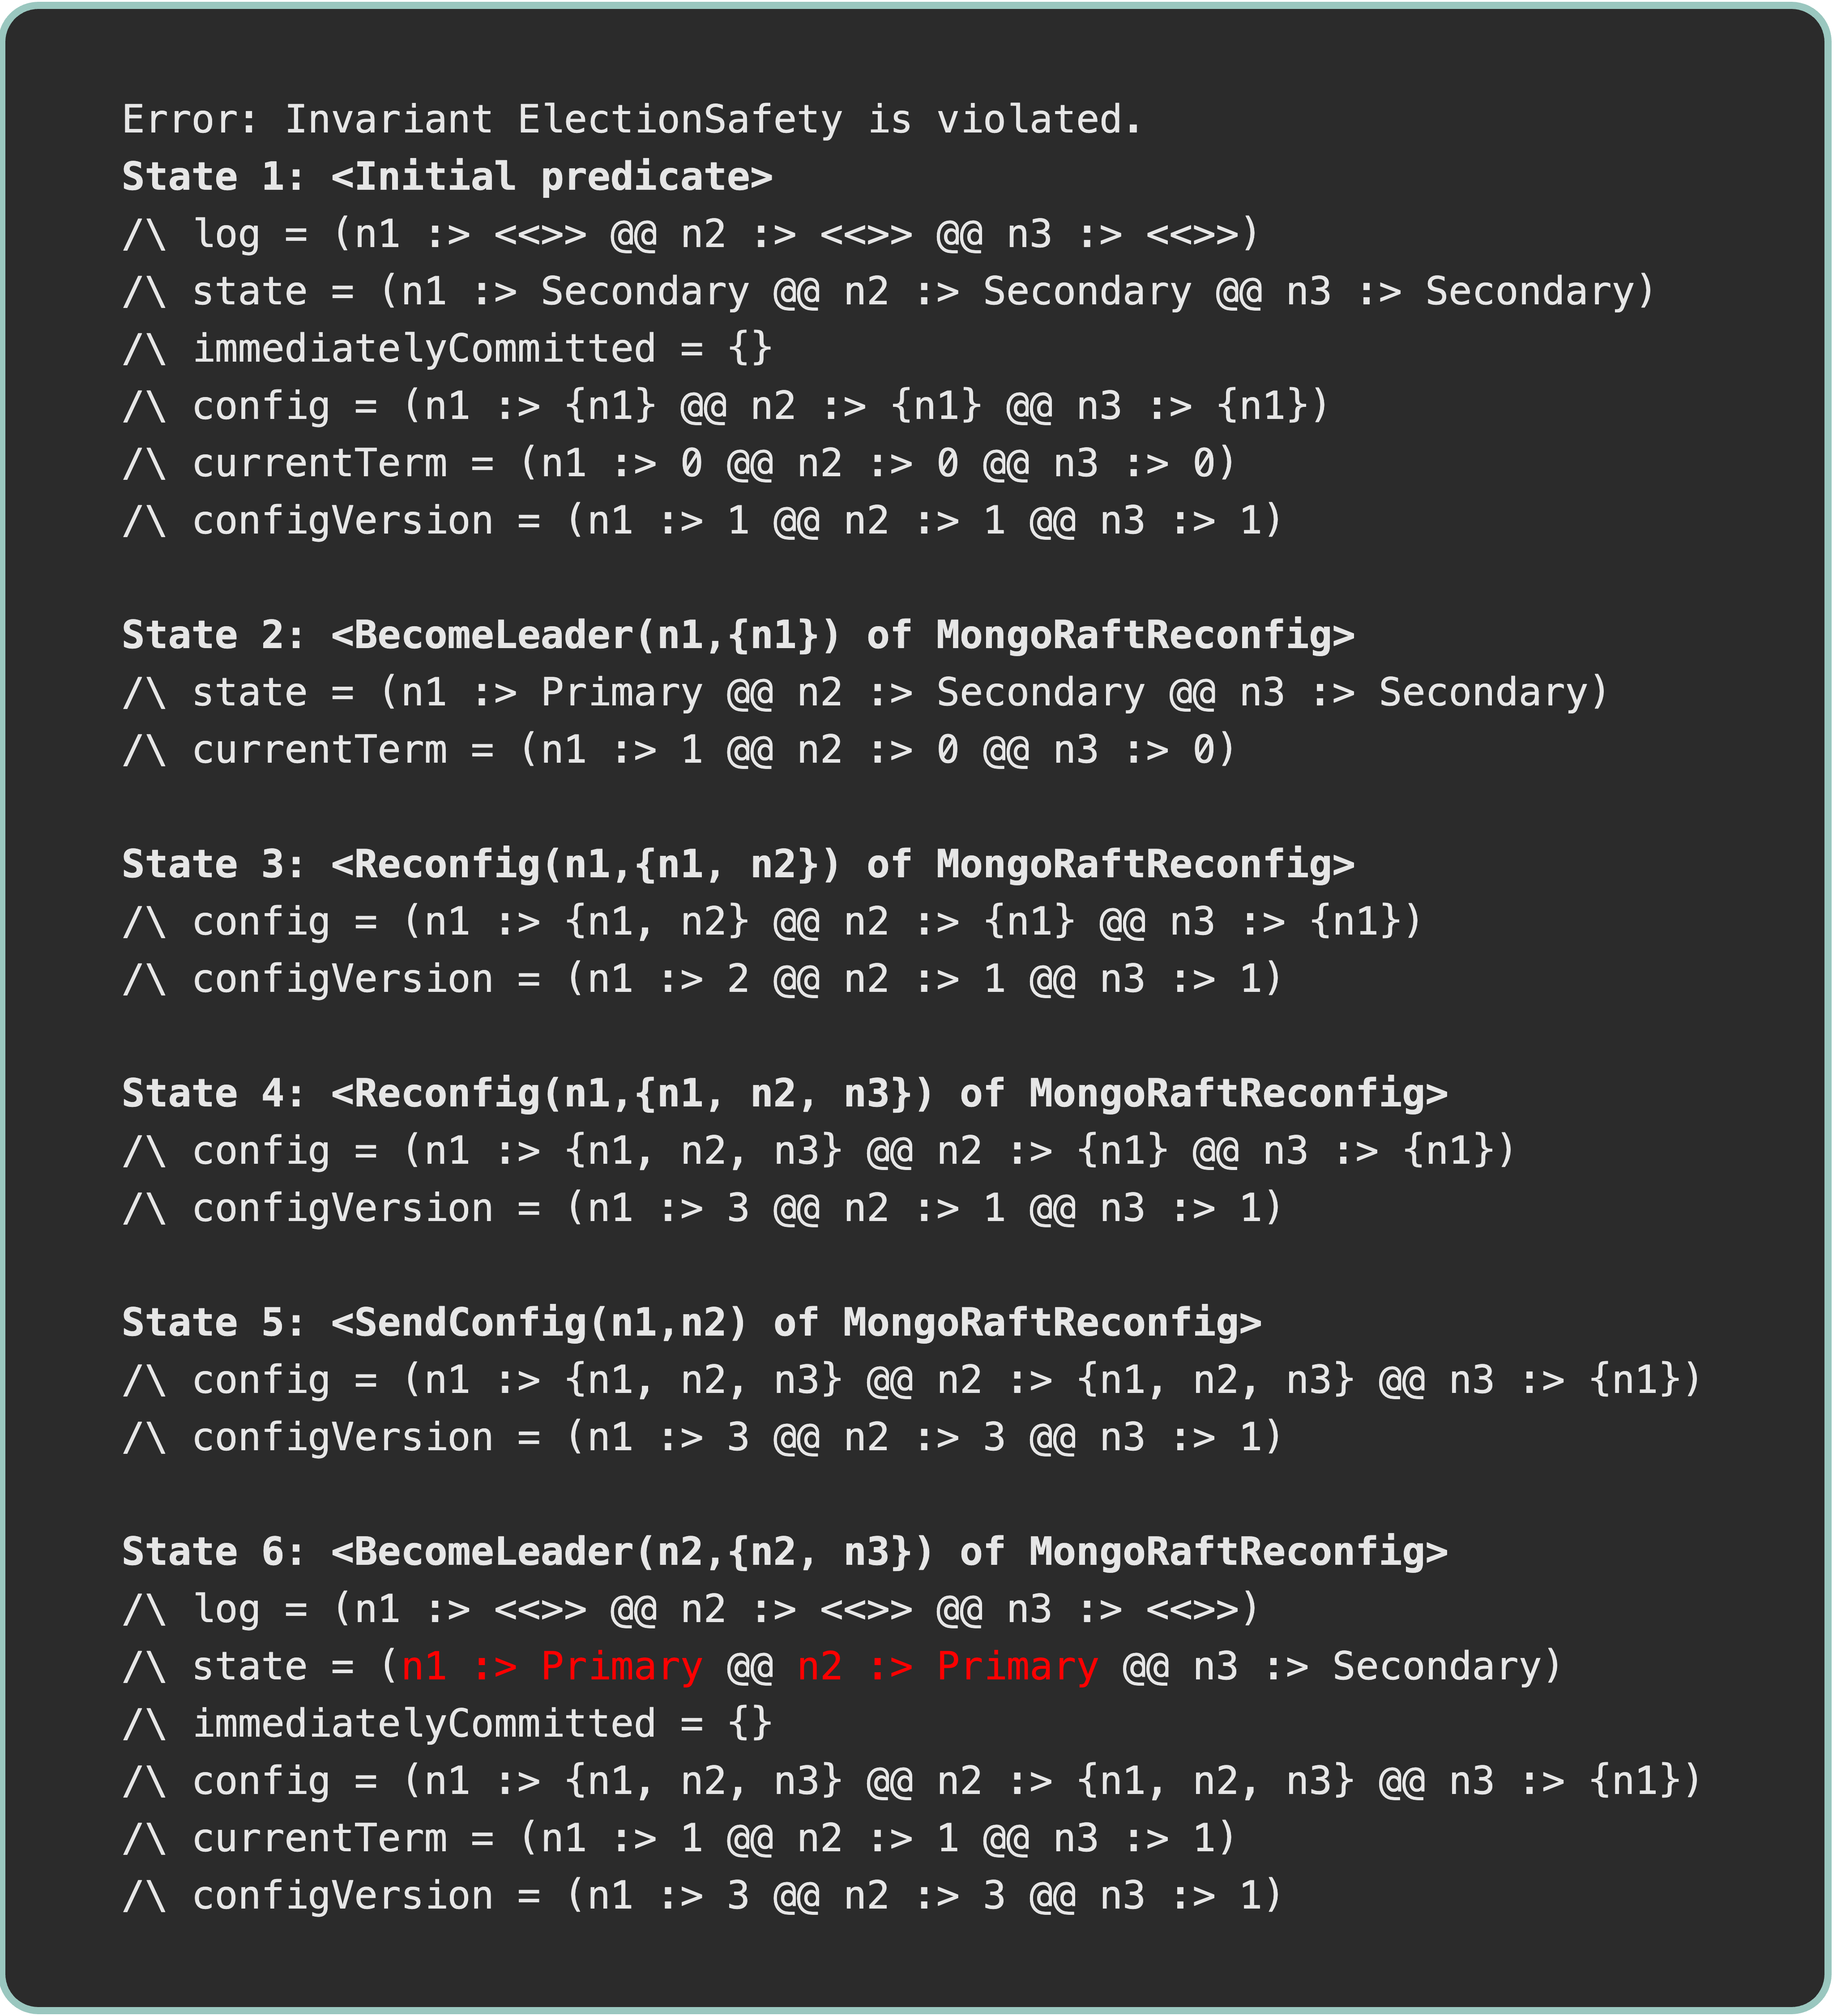 Error: Invariant ElectionSafety is violated.
State 1: <Initial predicate>
/\ log = (n1 :> <<>> @@ n2 :> <<>> @@ n3 :> <<>>)
/\ state = (n1 :> Secondary @@ n2 :> Secondary @@ n3 :> Secondary)
/\ immediatelyCommitted = {}
/\ config = (n1 :> {n1} @@ n2 :> {n1} @@ n3 :> {n1})
/\ currentTerm = (n1 :> 0 @@ n2 :> 0 @@ n3 :> 0)
/\ configVersion = (n1 :> 1 @@ n2 :> 1 @@ n3 :> 1)
State 2: <BecomeLeader(n1,{n1}) of MongoRaftReconfig>
/\ state = (n1 :> Primary @@ n2 :> Secondary @@ n3 :> Secondary)
/\ currentTerm = (n1 :> 1 @@ n2 :> 0 @@ n3 :> 0)
State 3: <Reconfig(n1,{n1, n2}) of MongoRaftReconfig>
/\ config = (n1 :> {n1, n2} @@ n2 :> {n1} @@ n3 :> {n1})
/\ configVersion = (n1 :> 2 @@ n2 :> 1 @@ n3 :> 1)
State 4: <Reconfig(n1,{n1, n2, n3}) of MongoRaftReconfig>
/\ config = (n1 :> {n1, n2, n3} @@ n2 :> {n1} @@ n3 :> {n1})
/\ configVersion = (n1 :> 3 @@ n2 :> 1 @@ n3 :> 1)
State 5: <SendConfig(n1,n2) of MongoRaftReconfig>
/\ config = (n1 :> {n1, n2, n3} @@ n2 :> {n1, n2, n3} @@ n3 :> {n1})
/\ configVersion = (n1 :> 3 @@ n2 :> 3 @@ n3 :> 1)
State 6: <BecomeLeader(n2,{n2, n3}) of MongoRaftReconfig>
/\ log = (n1 :> <<>> @@ n2 :> <<>> @@ n3 :> <<>>)
/\ state = (n1 :> Primary @@ n2 :> Primary @@ n3 :> Secondary)
/\ immediatelyCommitted = {}
/\ config = (n1 :> {n1, n2, n3} @@ n2 :> {n1, n2, n3} @@ n3 :> {n1})
/\ currentTerm = (n1 :> 1 @@ n2 :> 1 @@ n3 :> 1)
/\ configVersion = (n1 :> 3 @@ n2 :> 3 @@ n3 :> 1)